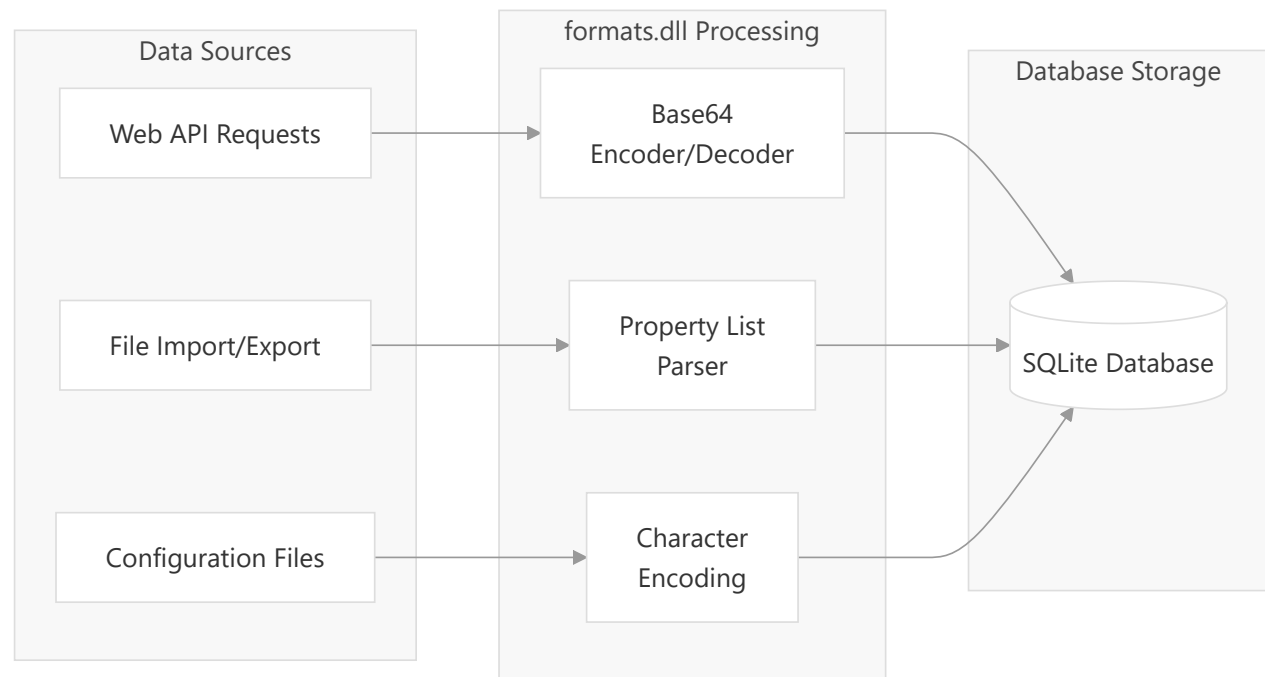 Data Sources
Web API Requests
File Import/Export
Configuration Files
formats.dll Processing
Base64
Encoder/Decoder
Property List
Parser
Character
Encoding
Database Storage
SQLite Database